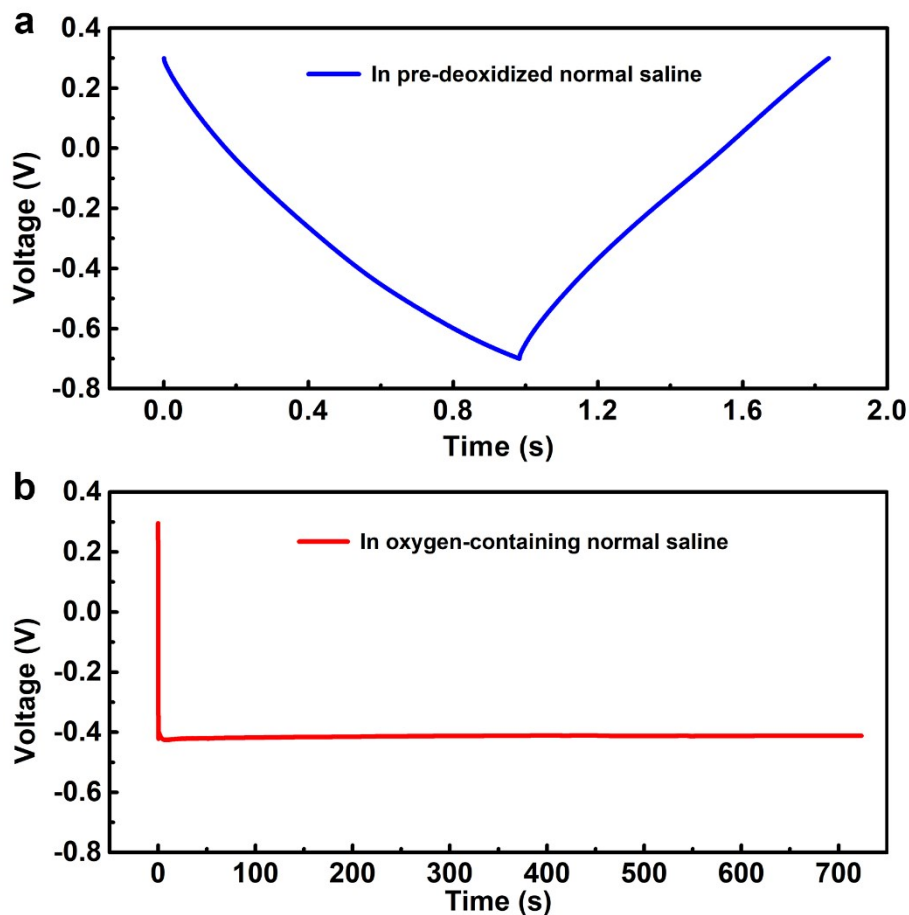 a
0.4
0.2
0.0
-0.2
-0.4
-0.6
-0.8
Voltage (V)
In pre-deoxidized normal saline
0.0 0.4 0.8 1.2 1.6 2.0
Time (s)
b
0.4
0.2
0.0
-0.2
-0.4
-0.6
-0.8
Voltage (V)
In oxygen-containing normal saline
0 100 200 300 400 500 600 700
Time (s)